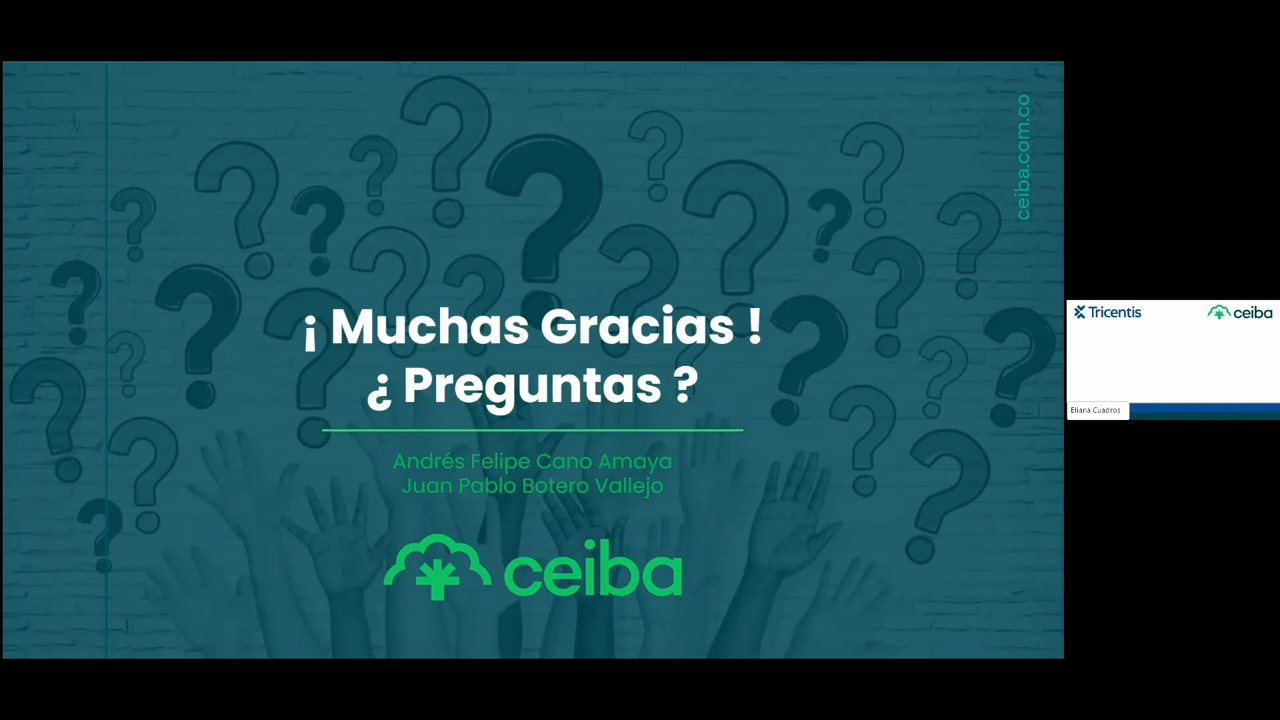 ceiba.com.co
¡ Muchas Gracias !
¿ Preguntas ?
Andrés Felipe Cano Amaya
Juan Pablo Botero Vallejo
ceiba
Tricentis
ceiba
Eliana Cuadros